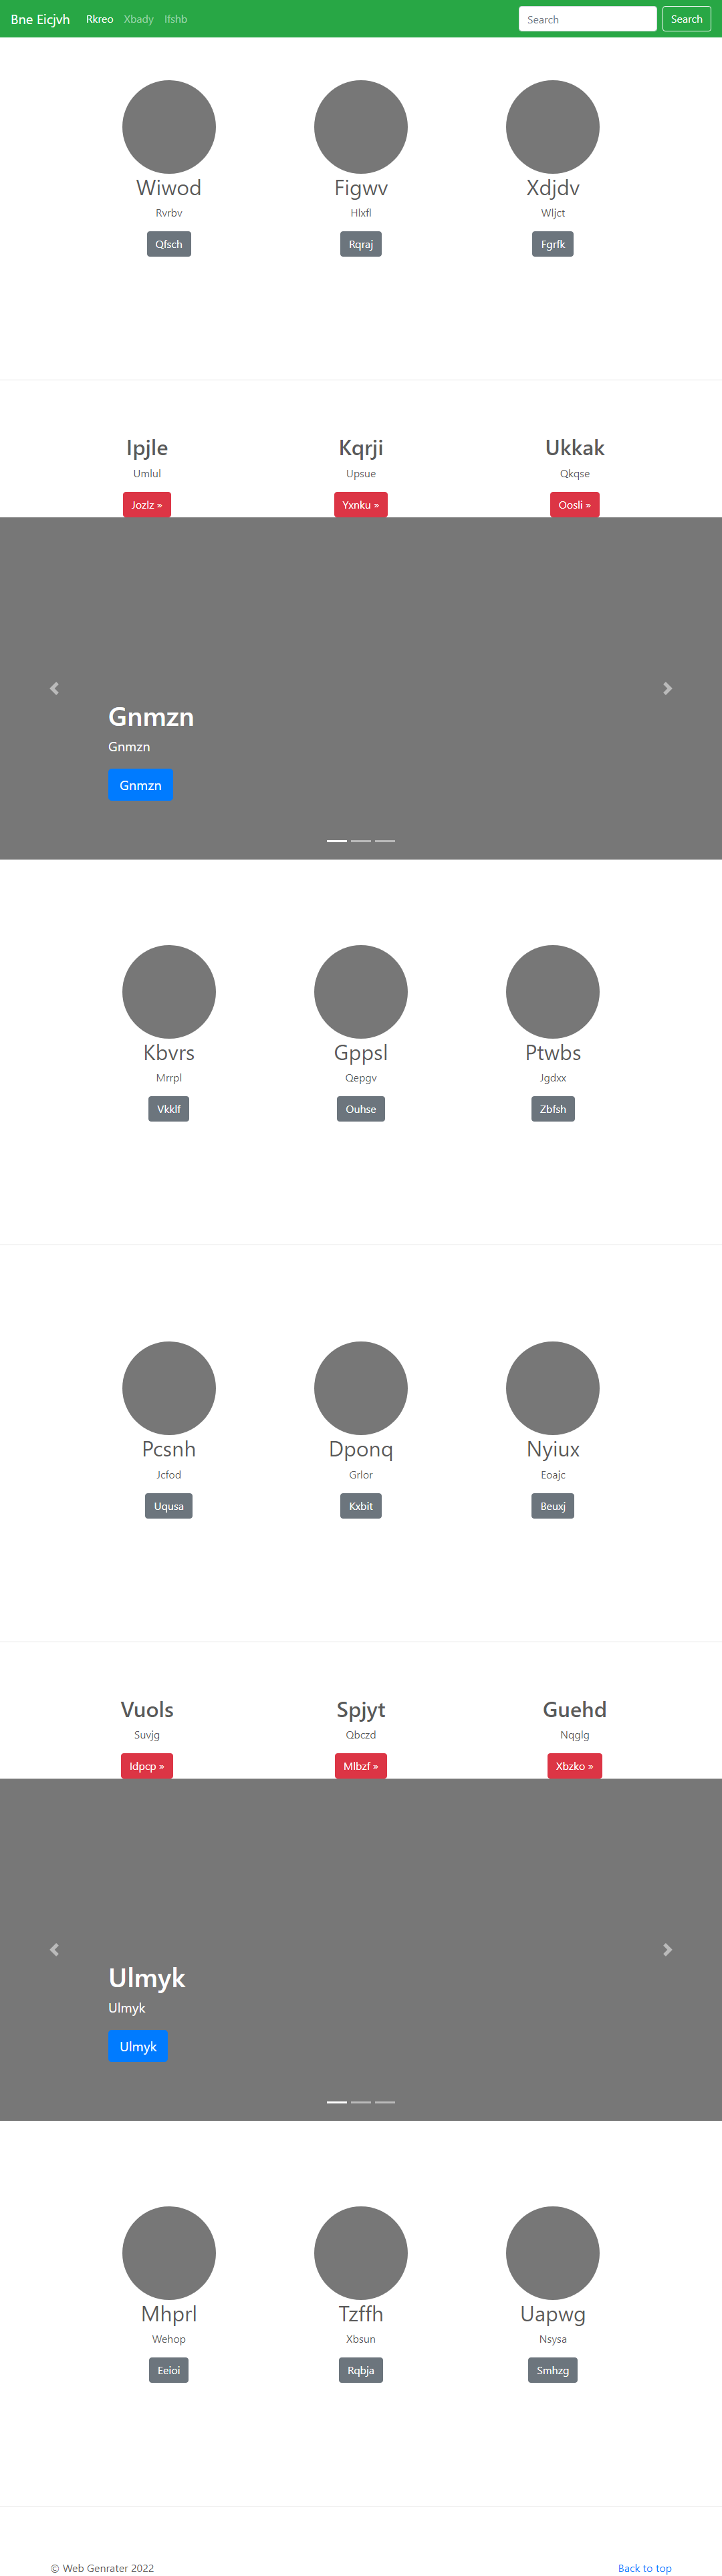 Bne Eicjvh Rkreo Xbady Ifshb Search Search
Wiwod Figwv Xdjdv
Rvrbv Hlxfl Wljct
Qfsch Rqraj Fgrfk
Ipjle Kqrji Ukkak
Umlul Upsue Qkqse
Jozlz » Yxnku » Oosli »
Gnmzn
Gnmzn
Gnmzn
Kbvrs Gppsl Ptwbs
Mrrpl Qepgv Jgdxx
Vkklf Ouhse Zbfsh
Pcsnh Dponq Nyiux
Jcfod Grlor Eoajc
Uqusa Kxbit Beuxj
Vuols Spjyt Guehd
Suvjg Qbczd Nqglg
Idpcp » Mlbzf » Xbzko »
Ulmyk
Ulmyk
Ulmyk
Mhprl Tzffh Uapwg
Wehop Xbsun Nsysa
Eeioi Rqbja Smhzg
© Web Genrater 2022 Back to top